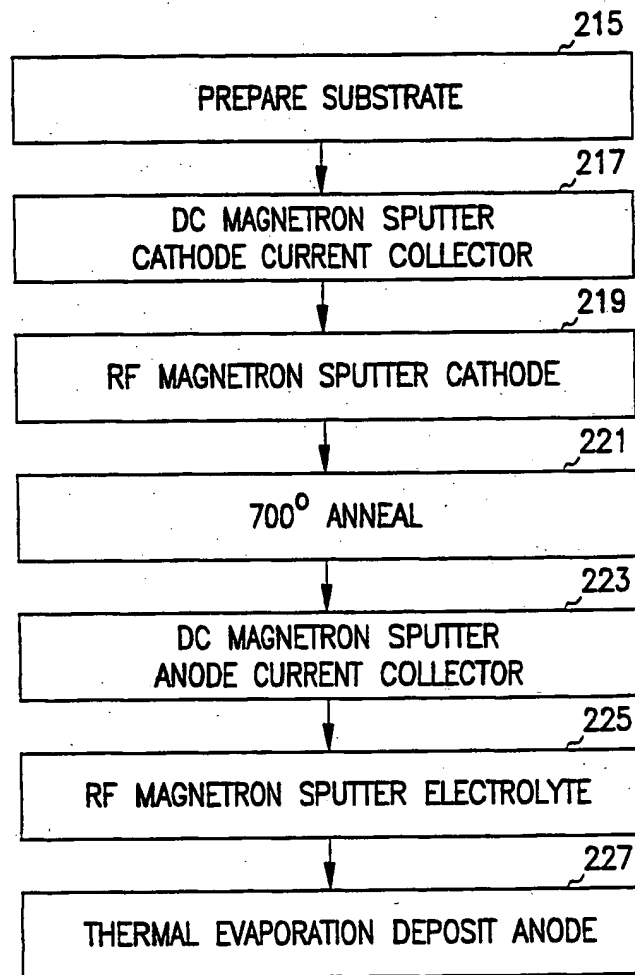 215
PREPARE SUBSTRATE
217
DC MAGNETRON SPUTTER
CATHODE CURRENT COLLECTOR
219
RF MAGNETRON SPUTTER CATHODE
221
700° ANNEAL
223
DC MAGNETRON SPUTTER
ANODE CURRENT COLLECTOR
225
RF MAGNETRON SPUTTER ELECTROLYTE
227
THERMAL EVAPORATION DEPOSIT ANODE